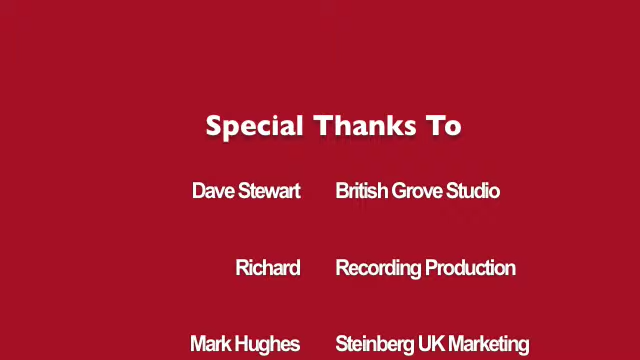 Special Thanks To
Dave Stewart British Grove Studio
Richard Recording Production
Mark Hughes Steinberg UK Marketing